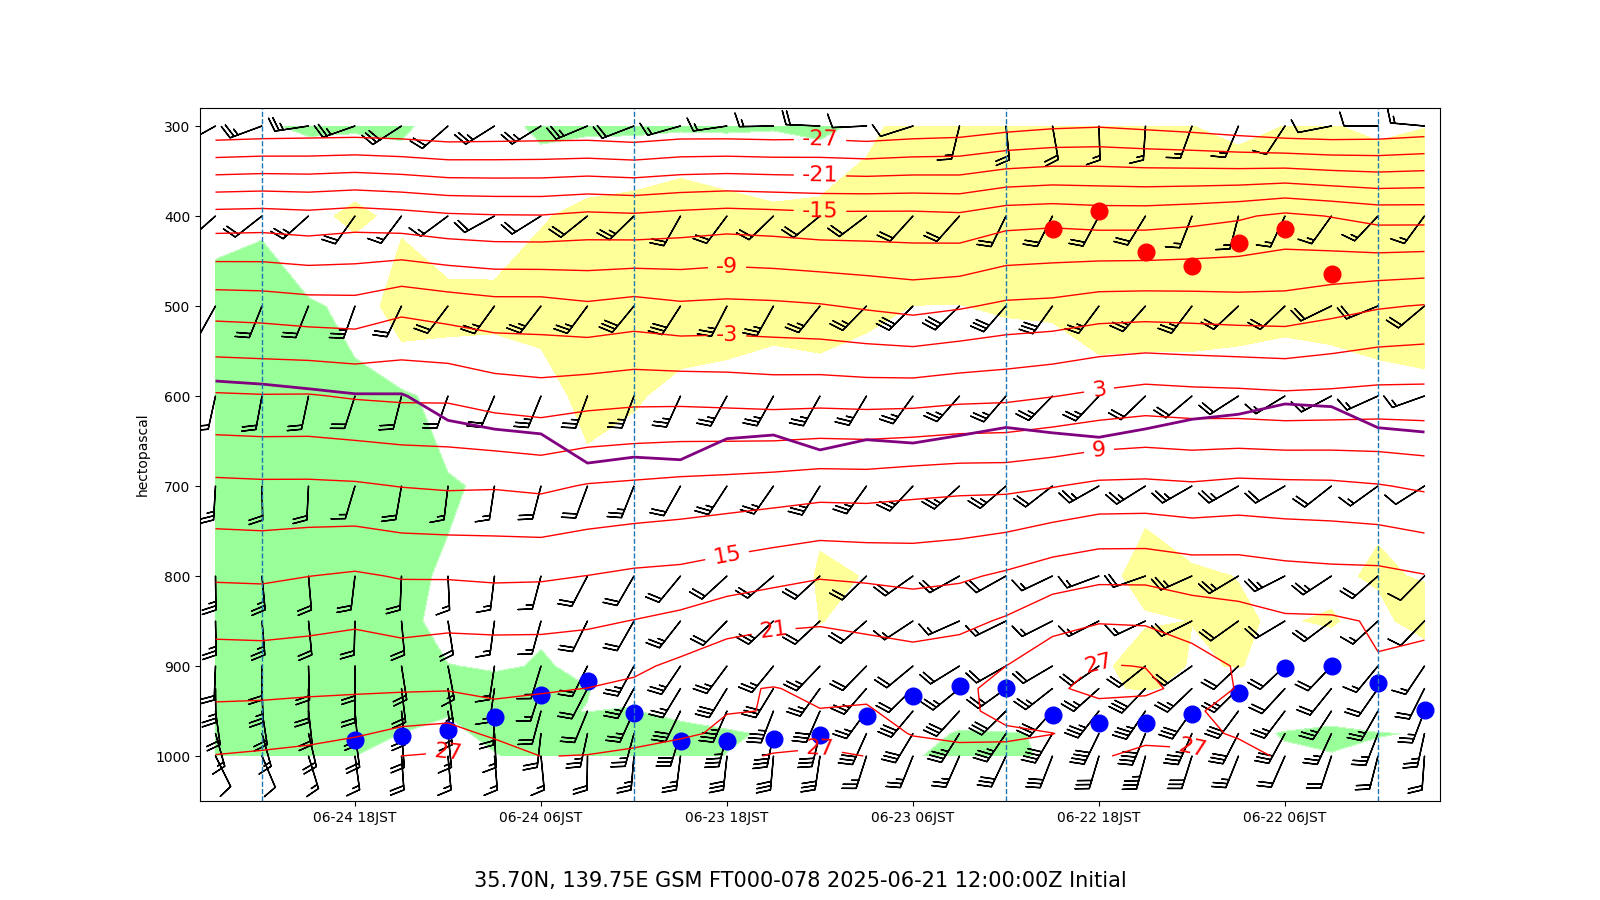 300
-27
-21
400
-15
-9
500
-3
3
600
9
hectopascal
700
15
800
21
900
27
1000
27
27
27
06-24 18JST
06-24 06JST
06-23 18JST
06-23 06JST
06-22 18JST
06-22 06JST
35.70N, 139.75E GSM FT000-078 2025-06-21 12:00:00Z Initial